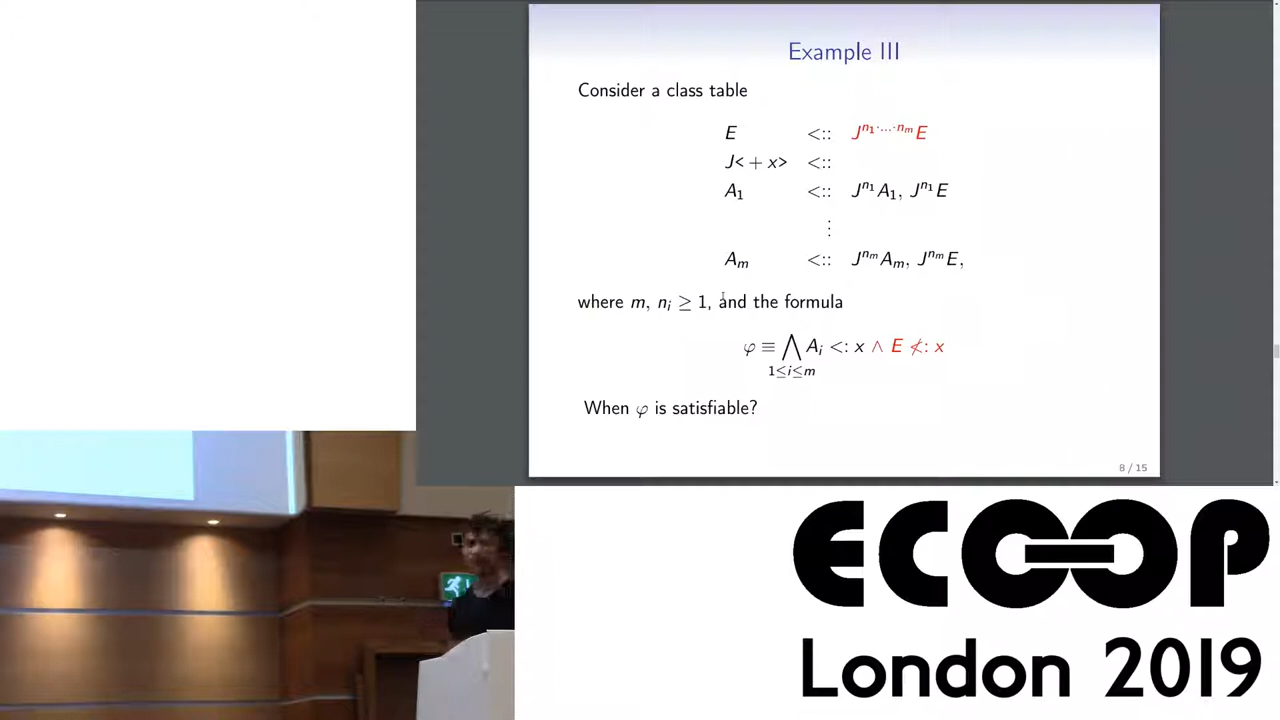 Example III
Consider a class table
E <:: J^{n_1·...·n_m} E
J<+x> <::
A_1 <:: J^{n_1} A_1, J^{n_1} E
⋮
A_m <:: J^{n_m} A_m, J^{n_m} E,
where m, n_i ≥ 1, and the formula
φ ≡ ⋀_{1≤i≤m} A_i <: x ∧ E ≮: x
When φ is satisfiable?
8 / 15
ECOOP
London 2019